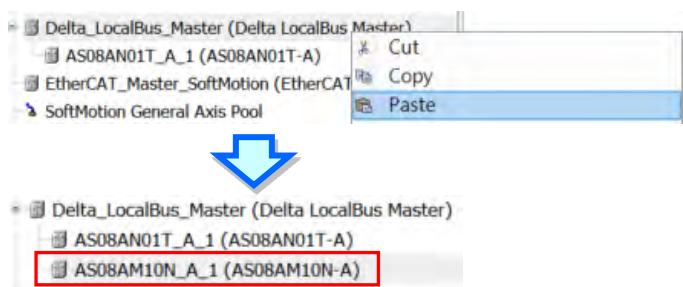 Delta_LocalBus_Master (Delta LocalBus Master)
Cut
AS08AN01T_A_1 (AS08AN01T-A)
Copy
EtherCAT_Master_SoftMotion (EtherCAT
Paste
SoftMotion General Axis Pool
Delta_LocalBus_Master (Delta LocalBus Master)
AS08AN01T_A_1 (AS08AN01T-A)
AS08AM10N_A_1 (AS08AM10N-A)